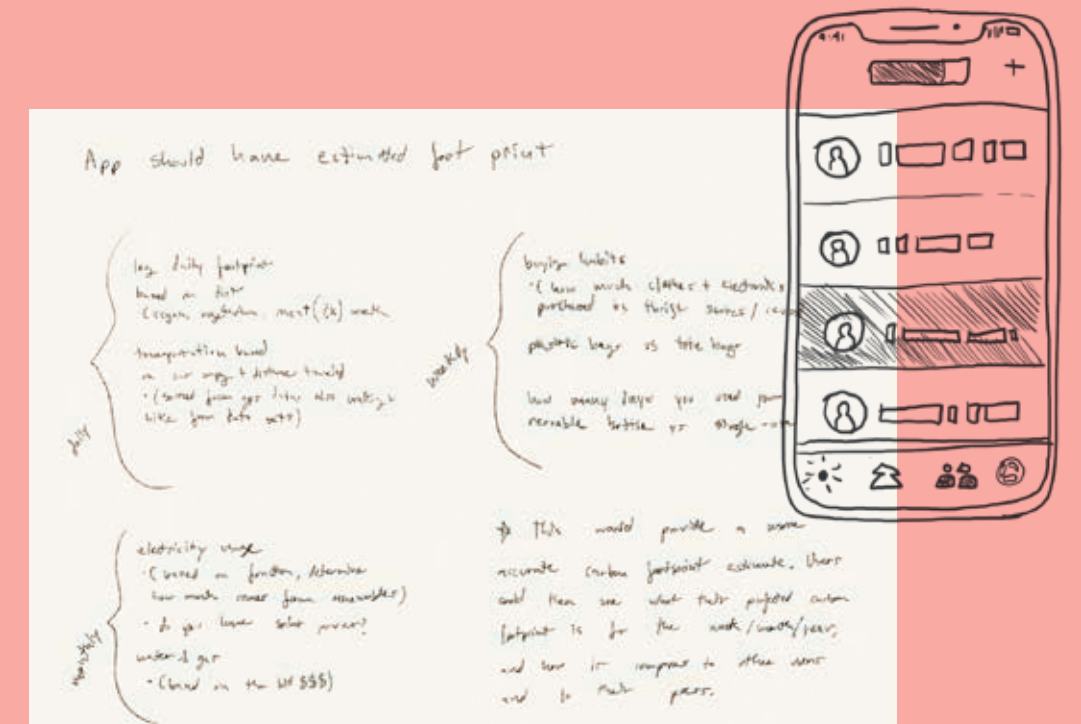 App should have estimated foot print
log daily footprint
based on diet
(vegan, vegetarian, meat (1x) week
transportation based
on car mpg + distance traveled
daily
buying habits
·( how much clothes + electronics
purchased vs thrift stores /
plastic bags vs tote bags
weekly
how many days you used your
reusable bottle vs single
electricity usage
·( based on location, determine
how much comes from renewables)
· do you have solar power?
water & gas
· (based on the bill $$$)
monthly
This would provide a more
accurate carbon footprint estimate. Users
could then see what their projected carbon
footprint is for the week/month/year,
and how it compares to other users
and to their peers.
9:41